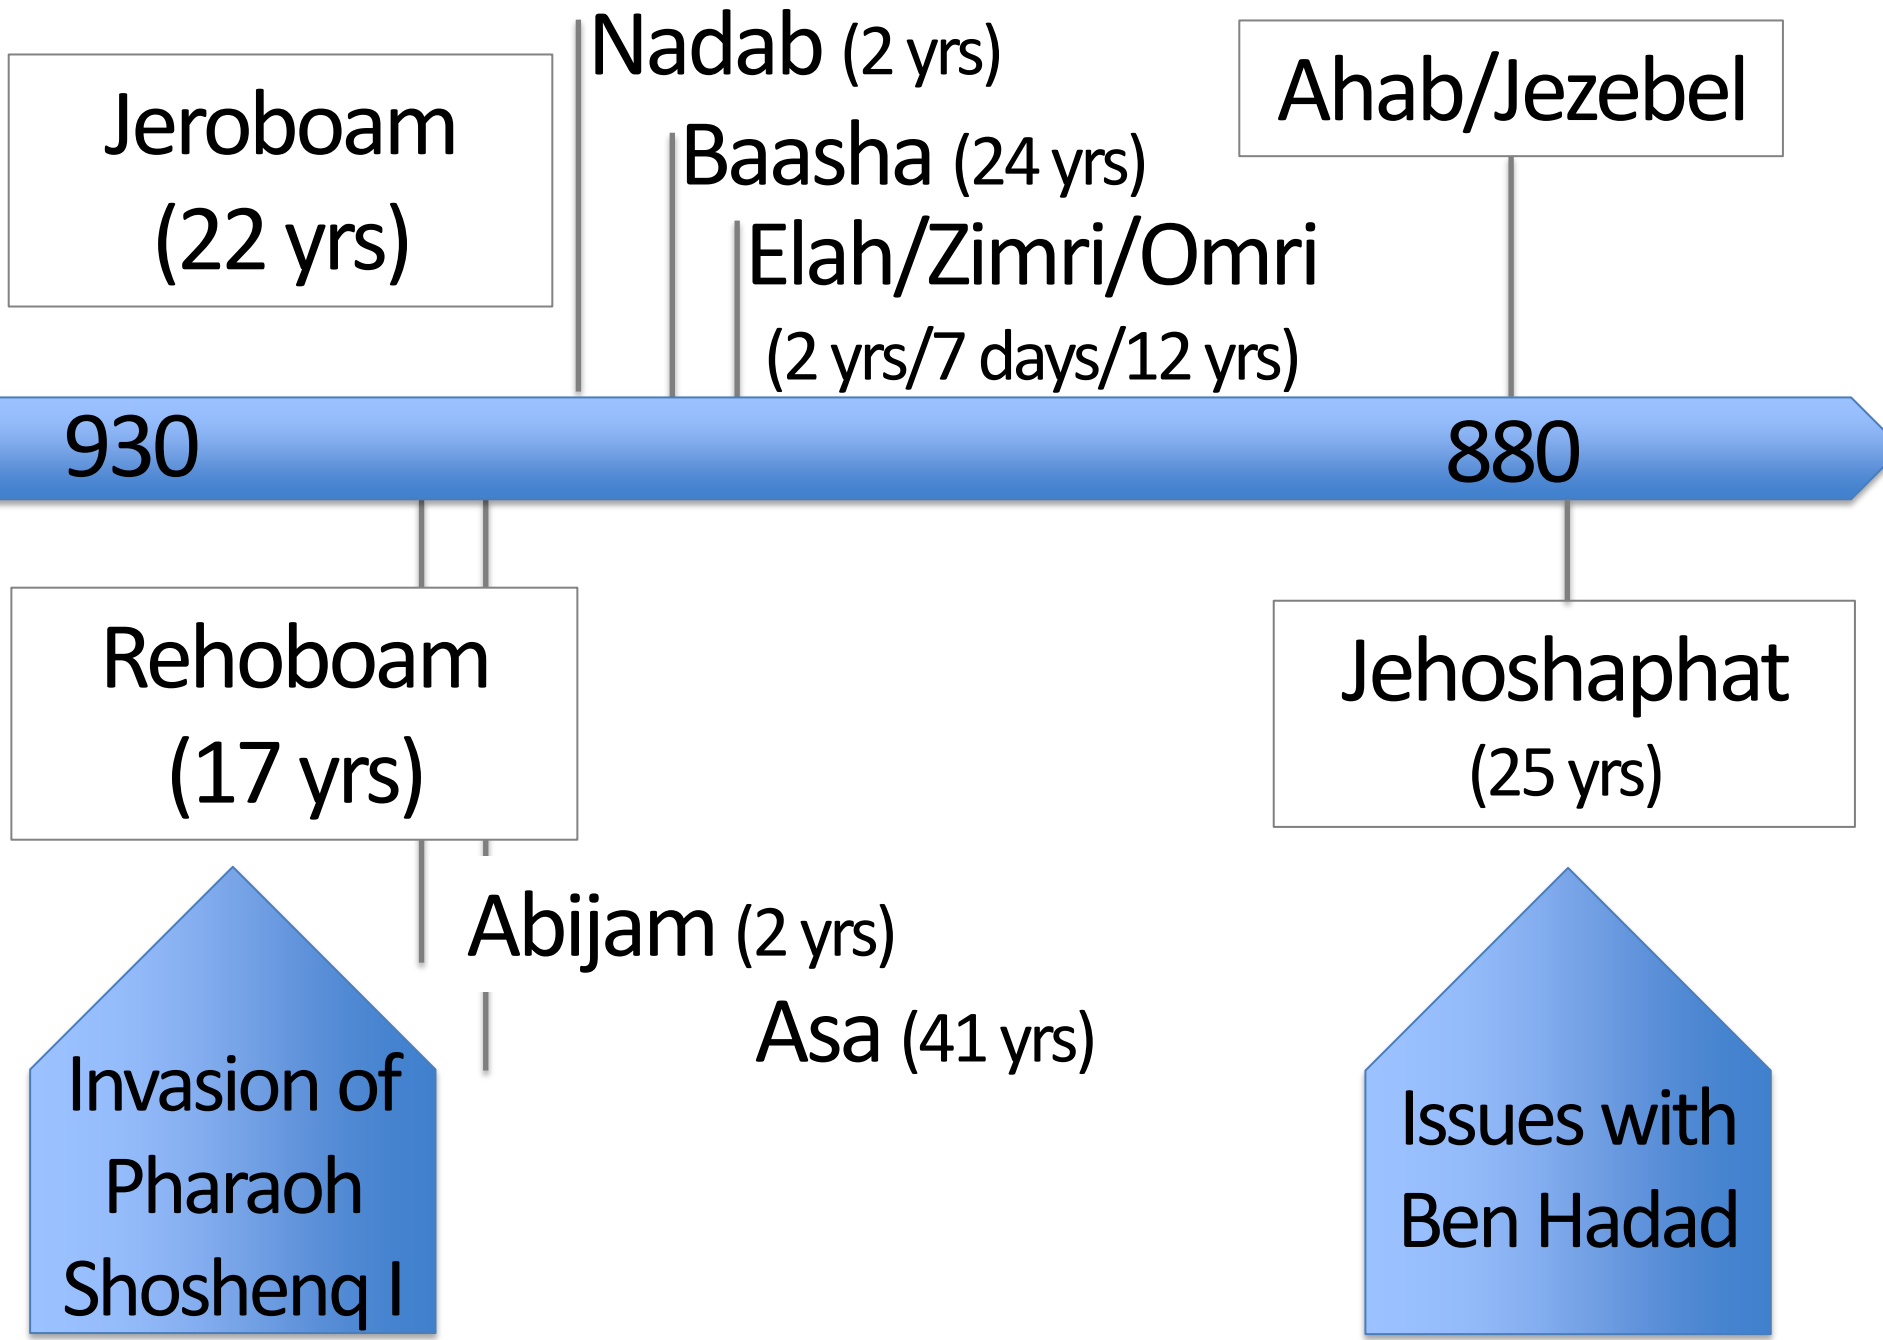 Jeroboam
(22 yrs)
Nadab (2 yrs)
Baasha (24 yrs)
Elah/Zimri/Omri
(2 yrs/7 days/12 yrs)
Ahab/Jezebel
930
880
Rehoboam
(17 yrs)
Jehoshaphat
(25 yrs)
Abijam (2 yrs)
Asa (41 yrs)
Invasion of
Pharaoh
Shoshenq I
Issues with
Ben Hadad